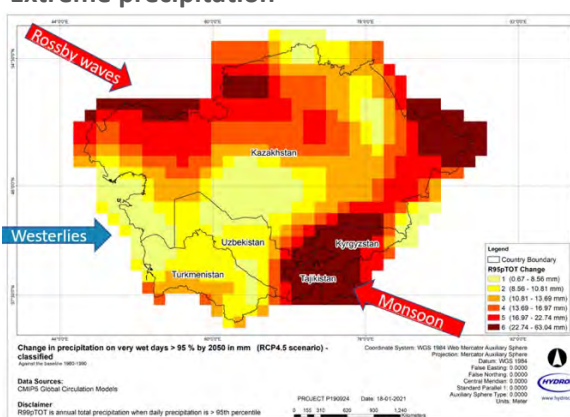 Extreme precipitation
Rossby waves
Westerlies
Monsoon
Kazakhstan
Uzbekistan
Kyrgyzstan
Turkmenistan
Tajikistan
Legend
Country Boundary
R95pTOT Change
1 (0.67 - 8.56 mm)
2 (8.56 - 10.81 mm)
3 (10.81 - 13.69 mm)
4 (13.69 - 16.97 mm)
5 (16.97 - 22.74 mm)
6 (22.74 - 63.04 mm)
Change in precipitation on very wet days > 95 % by 2050 in mm (RCP4.5 scenario) -
classified
Data Sources:
CMIP5 Global Circulation Models
Disclaimer
R99pTOT is annual total precipitation when daily precipitation is > 95th percentile
PROJECT P190924 Date: 18-01-2021
Coordinate System: WGS 1984 Web Mercator Auxiliary Sphere
Projection: Mercator Auxiliary Sphere
Datum: WGS 1984
False Easting: 0.0000
False Northing: 0.0000
Central Meridian: 0.0000
Standard Parallel 1: 0.0000
Auxiliary Sphere Type: 0.0000
Units: Meter
HYDRO